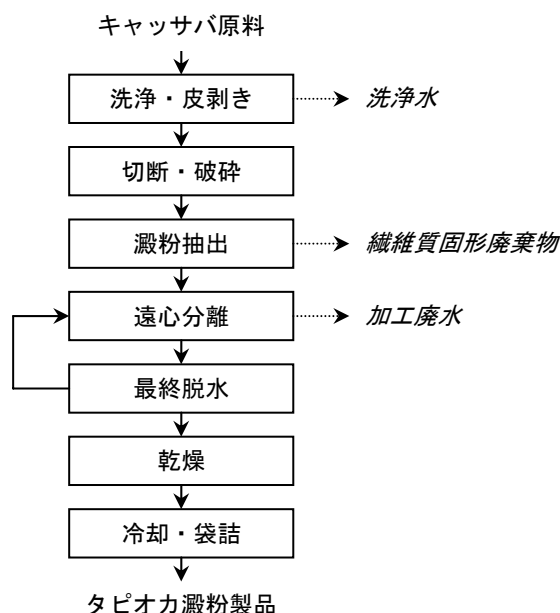 キャッサバ原料
洗浄・皮剥き
洗浄水
切断・破砕
澱粉抽出
繊維質固形廃棄物
遠心分離
加工廃水
最終脱水
乾燥
冷却・袋詰
タピオカ澱粉製品